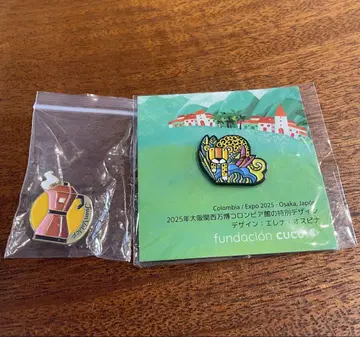 Colombia / Expo 2025 - Osaka, Japón
2025年大阪関西万博コロンビア館の特別デザイン
デザイン：エレナ・オスピナ
fundación cuco